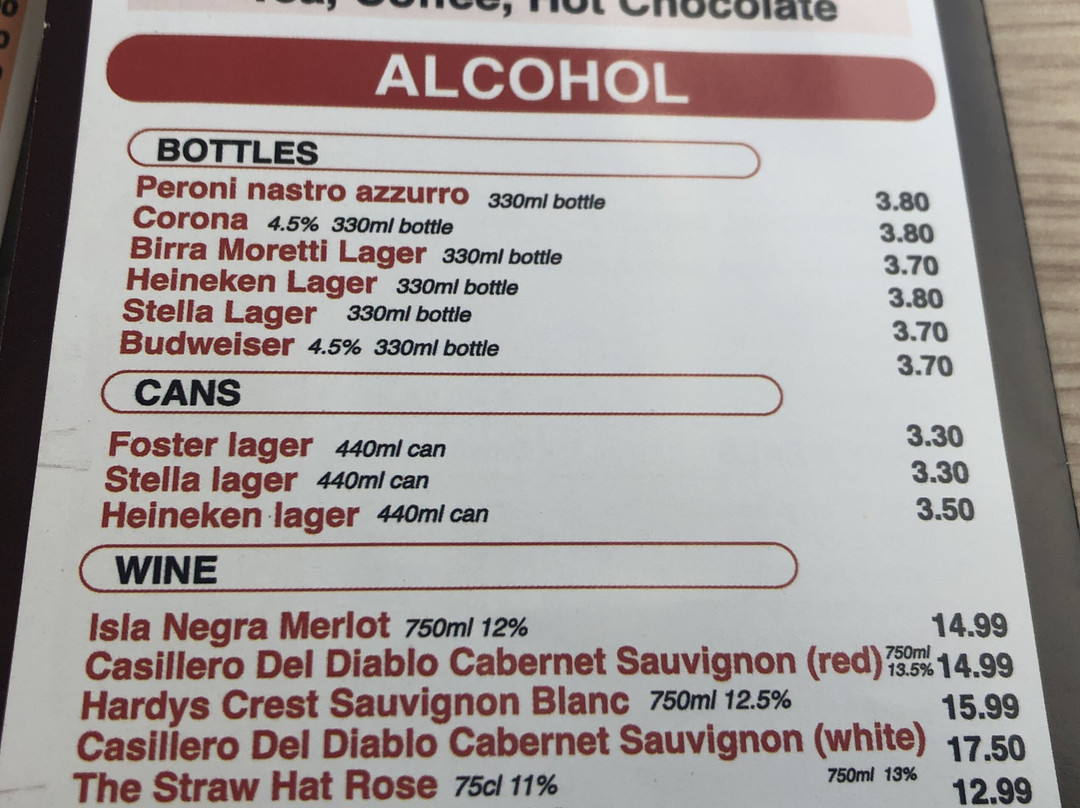 Tea, Coffee, Hot Chocolate
ALCOHOL
BOTTLES
Peroni nastro azzurro 330ml bottle 3.80
Corona 4.5% 330ml bottle 3.80
Birra Moretti Lager 330ml bottle 3.70
Heineken Lager 330ml bottle 3.80
Stella Lager 330ml bottle 3.70
Budweiser 4.5% 330ml bottle 3.70
CANS
Foster lager 440ml can 3.30
Stella lager 440ml can 3.30
Heineken lager 440ml can 3.50
WINE
Isla Negra Merlot 750ml 12% 14.99
Casillero Del Diablo Cabernet Sauvignon (red) 750ml 13.5% 14.99
Hardys Crest Sauvignon Blanc 750ml 12.5% 15.99
Casillero Del Diablo Cabernet Sauvignon (white) 17.50
750ml 13%
The Straw Hat Rose 75cl 11% 12.99